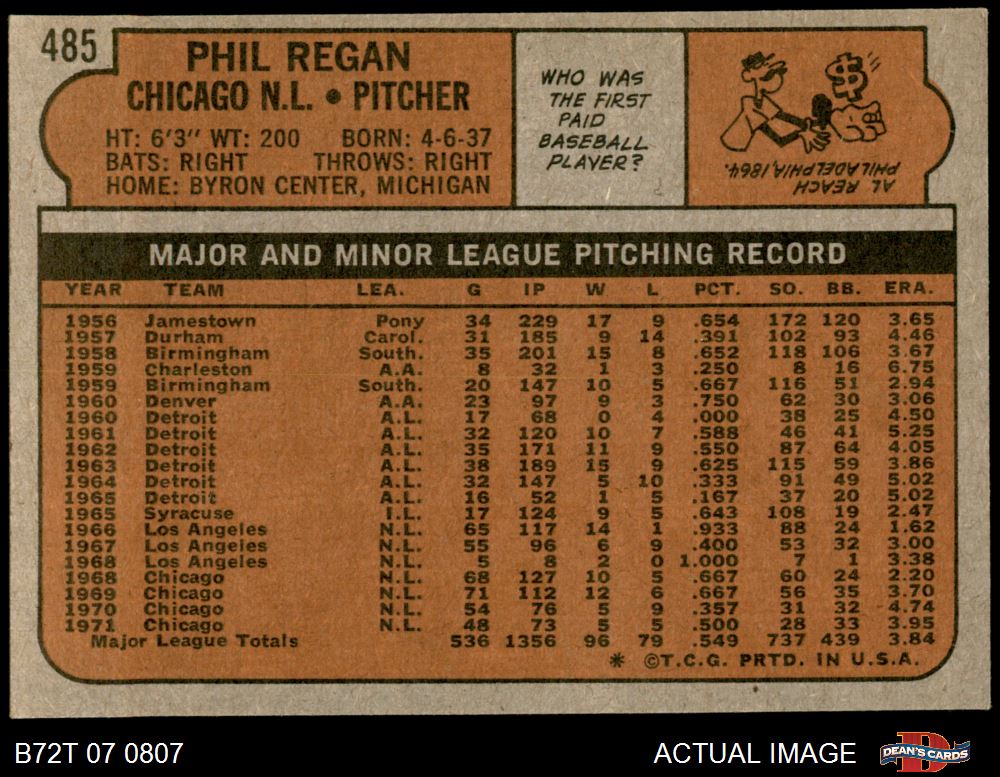 485
PHIL REGAN
CHICAGO N.L. • PITCHER
HT: 6'3" WT: 200 BORN: 4-6-37
BATS: RIGHT THROWS: RIGHT
HOME: BYRON CENTER, MICHIGAN
WHO WAS
THE FIRST
PAID
BASEBALL
PLAYER?
$
AL REACH
PHILADELPHIA, 1864.
MAJOR AND MINOR LEAGUE PITCHING RECORD
YEAR TEAM LEA. G IP W L PCT. SO. BB. ERA.
1956 Jamestown Pony 34 229 17 9 .654 172 120 3.65
1957 Durham Carol. 31 185 9 14 .391 102 93 4.46
1958 Birmingham South. 35 201 15 8 .652 118 106 3.67
1959 Charleston A.A. 8 32 1 3 .250 8 16 6.75
1959 Birmingham South. 20 147 10 5 .667 116 51 2.94
1960 Denver A.A. 23 97 9 3 .750 62 30 3.06
1960 Detroit A.L. 17 68 0 4 .000 38 25 4.50
1961 Detroit A.L. 32 120 10 7 .588 46 41 5.25
1962 Detroit A.L. 35 171 11 9 .550 87 64 4.05
1963 Detroit A.L. 38 189 15 9 .625 115 59 3.86
1964 Detroit A.L. 32 147 5 10 .333 91 49 5.02
1965 Detroit A.L. 16 52 1 5 .167 37 20 5.02
1965 Syracuse I.L. 17 124 9 5 .643 108 19 2.47
1966 Los Angeles N.L. 65 117 14 1 .933 88 24 1.62
1967 Los Angeles N.L. 55 96 6 9 .400 53 32 3.00
1968 Los Angeles N.L. 5 8 2 0 1.000 7 1 3.38
1968 Chicago N.L. 68 127 10 5 .667 60 24 2.20
1969 Chicago N.L. 71 112 12 6 .667 56 35 3.70
1970 Chicago N.L. 54 76 5 9 .357 31 32 4.74
1971 Chicago N.L. 48 73 5 5 .500 28 33 3.95
Major League Totals 536 1356 96 79 .549 737 439 3.84
* ©T.C.G. PRTD. IN U.S.A.
B72T 07 0807
ACTUAL IMAGE
D
DEAN'S CARDS